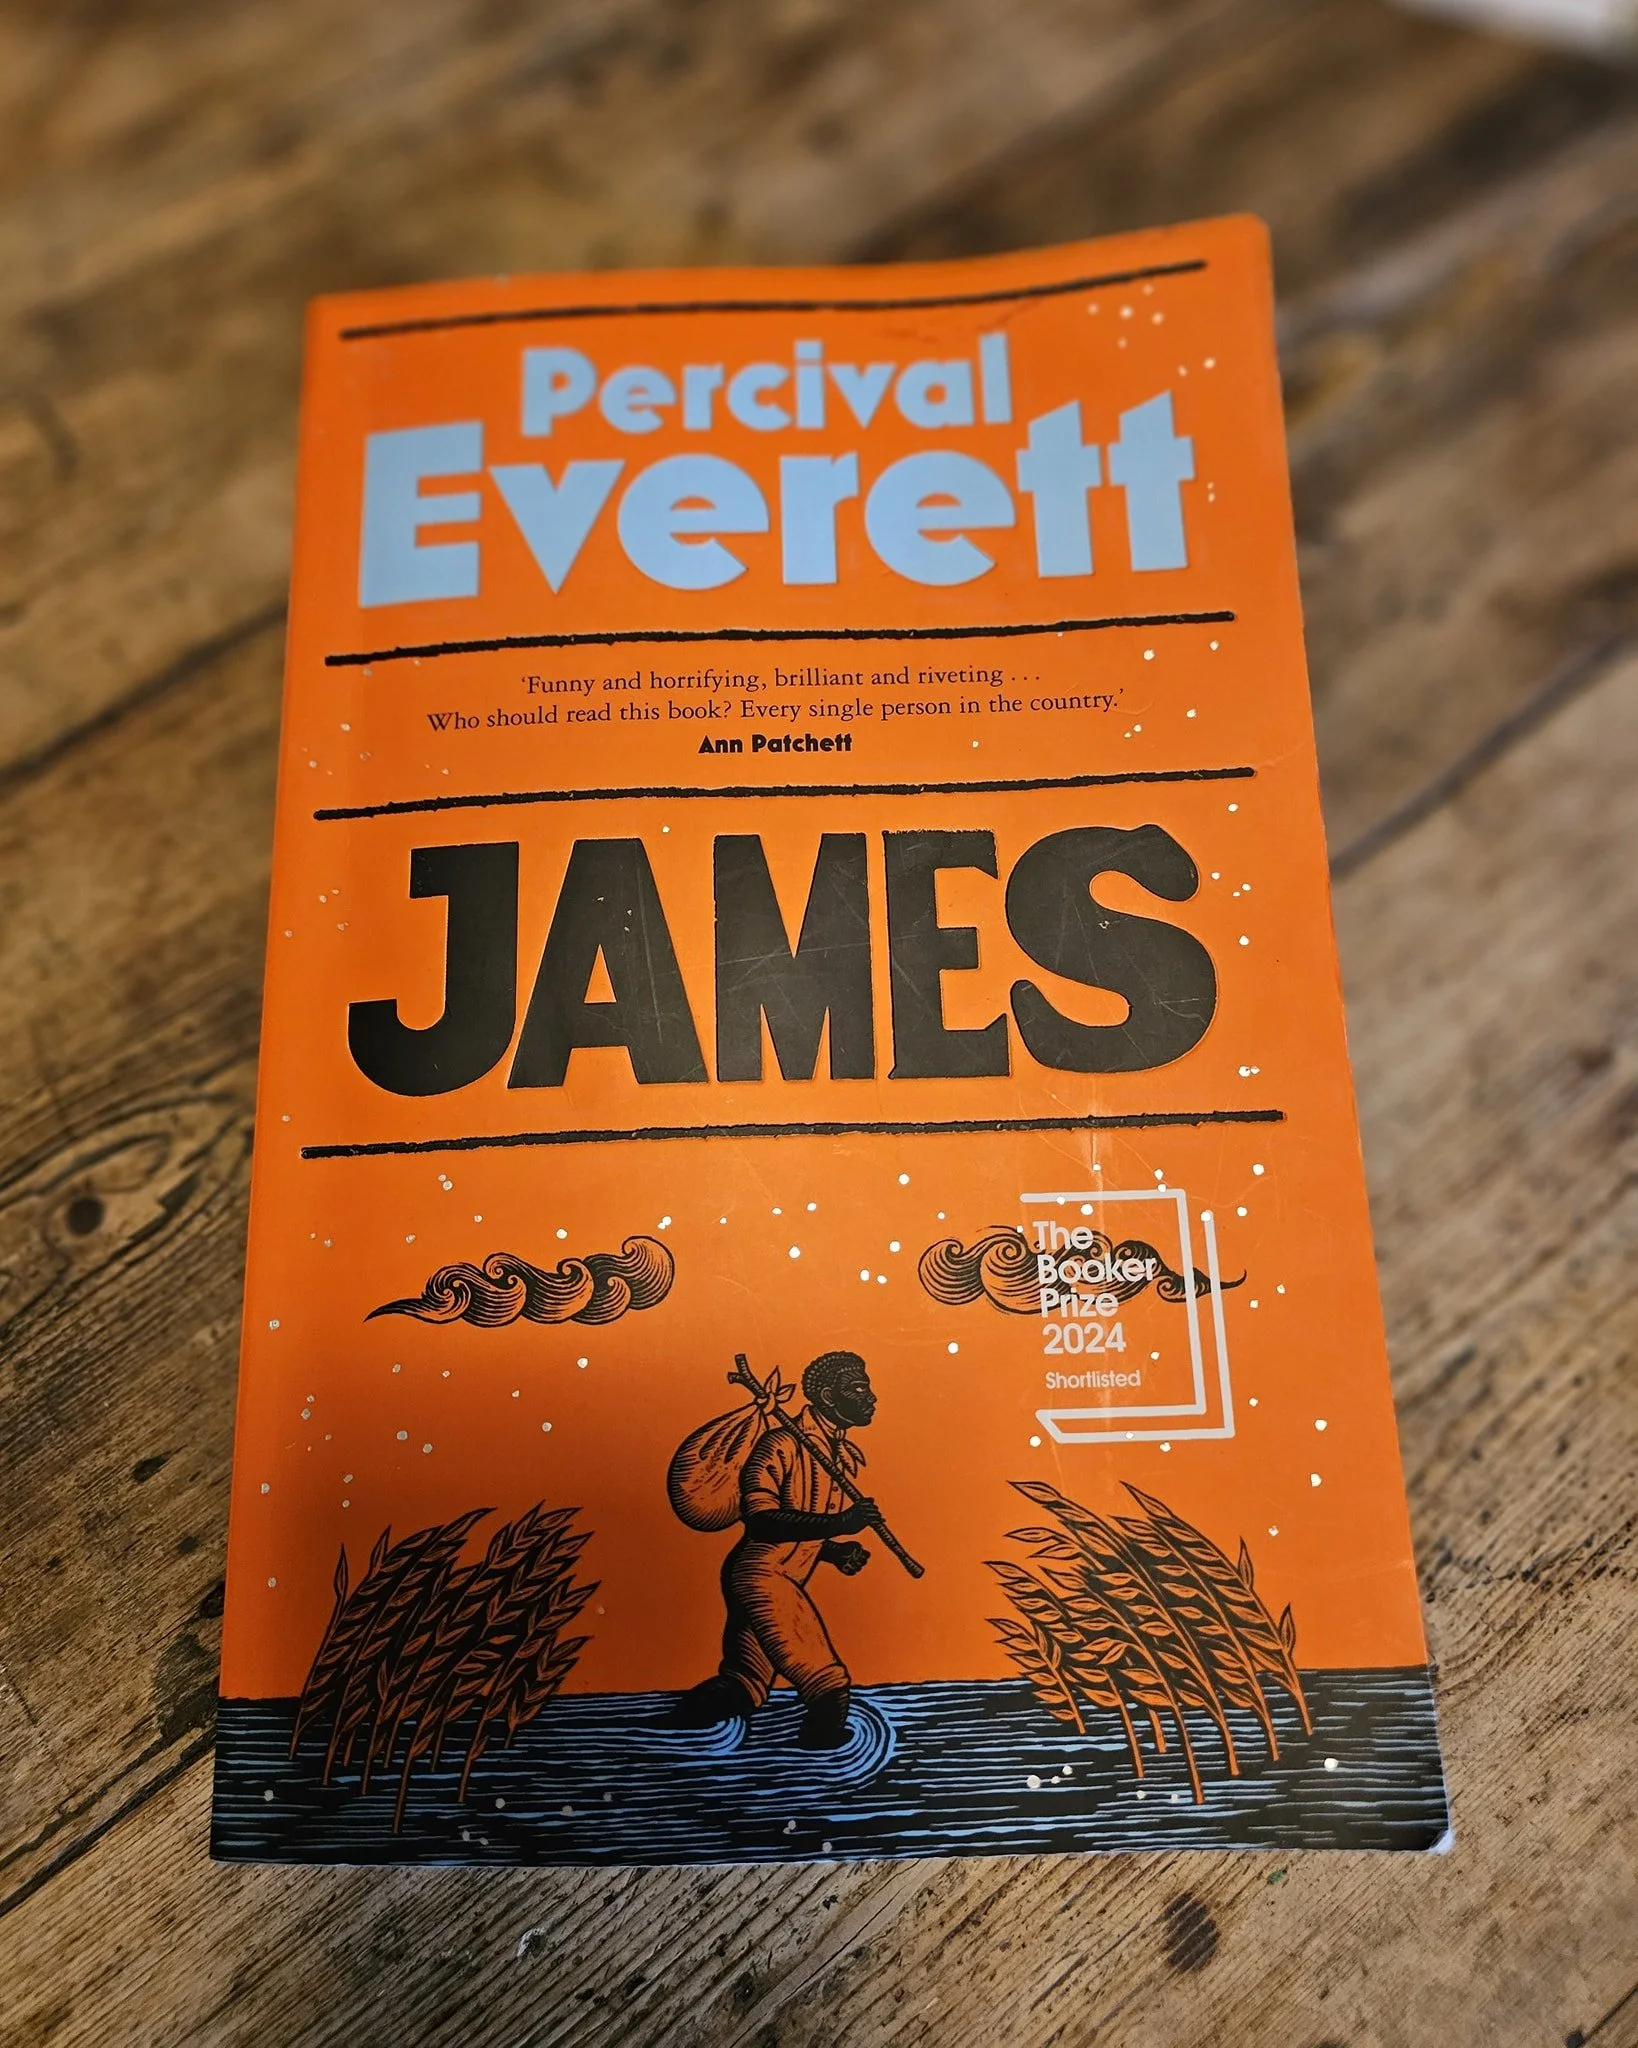 Percival
Everett
‘Funny and horrifying, brilliant and riveting . . .
Who should read this book? Every single person in the country.’
Ann Patchett
JAMES
The
Booker
Prize
2024
Shortlisted